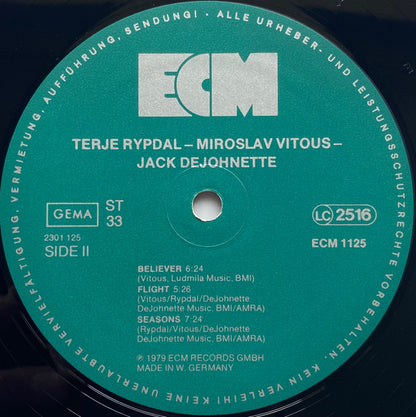 ECM
TERJE RYPDAL – MIROSLAV VITOUS –
JACK DEJOHNETTE
GEMA
ST
33
LC 2516
2301 125
SIDE II
ECM 1125
BELIEVER 6:24
(Vitous, Ludmila Music, BMI)
FLIGHT 5:26
(Vitous/Rypdal/DeJohnette
DeJohnette Music, BMI/AMRA)
SEASONS 7:24
(Rypdal/Vitous/DeJohnette
DeJohnette Music, BMI/AMRA)
℗ 1979 ECM RECORDS GMBH
MADE IN W. GERMANY
ALLE URHEBER- UND LEISTUNGSSCHUTZRECHTE VORBEHALTEN. KEIN VERLEIH! KEINE UNERLAUBTE VERVIELFÄLTIGUNG, VERMIETUNG, AUFFÜHRUNG, SENDUNG! ·